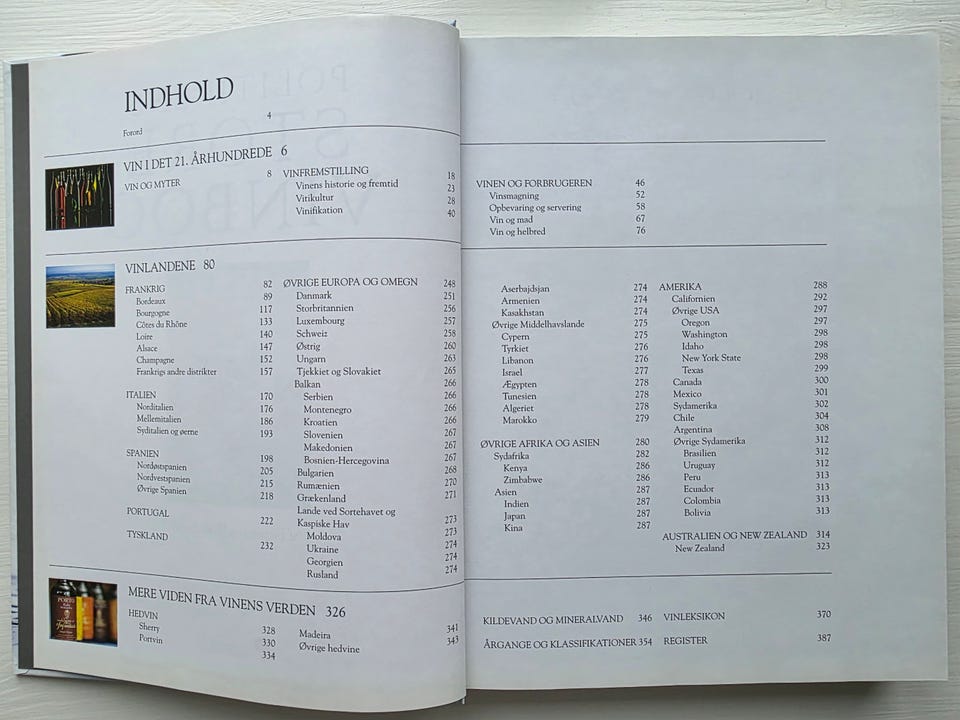 INDHOLD
Forord 4
VIN I DET 21. ÅRHUNDREDE 6
VIN OG MYTER 8
VINFREMSTILLING 18
Vinens historie og fremtid 23
Vitikultur 28
Vinifikation 40
VINEN OG FORBRUGEREN 46
Vinsmagning 52
Opbevaring og servering 58
Vin og mad 67
Vin og helbred 76
VINLANDENE 80
FRANKRIG 82
Bordeaux 89
Bourgogne 117
Côtes du Rhône 133
Loire 140
Alsace 147
Champagne 152
Frankrigs andre distrikter 157
ITALIEN 170
Norditalien 176
Mellemitalien 186
Syditalien og øerne 193
SPANIEN 198
Nordøstspanien 205
Nordvestspanien 215
Øvrige Spanien 218
PORTUGAL 222
TYSKLAND 232
ØVRIGE EUROPA OG OMEGN 248
Danmark 251
Storbritannien 256
Luxembourg 257
Schweiz 258
Østrig 260
Ungarn 263
Tjekkiet og Slovakiet 265
Balkan 266
Serbien 266
Montenegro 266
Kroatien 266
Slovenien 267
Makedonien 267
Bosnien-Hercegovina 267
Bulgarien 268
Rumænien 270
Grækenland 271
Lande ved Sortehavet og
Kaspiske Hav 273
Moldova 273
Ukraine 274
Georgien 274
Rusland 274
Aserbajdsjan 274
Armenien 274
Kasakhstan 274
Øvrige Middelhavslande 275
Cypern 275
Tyrkiet 276
Libanon 276
Israel 277
Ægypten 278
Tunesien 278
Algeriet 278
Marokko 279
ØVRIGE AFRIKA OG ASIEN 280
Sydafrika 282
Kenya 286
Zimbabwe 286
Asien 287
Indien 287
Japan 287
Kina 287
AMERIKA 288
Californien 292
Øvrige USA 297
Oregon 297
Washington 298
Idaho 298
New York State 298
Texas 299
Canada 300
Mexico 301
Sydamerika 302
Chile 304
Argentina 308
Øvrige Sydamerika 312
Brasilien 312
Uruguay 312
Peru 313
Ecuador 313
Colombia 313
Bolivia 313
AUSTRALIEN OG NEW ZEALAND 314
New Zealand 323
PORTO
MERE VIDEN FRA VINENS VERDEN 326
HEDVIN 328
Sherry 330
Portvin 334
Madeira 341
Øvrige hedvine 343
KILDEVAND OG MINERALVAND 346
ÅRGANGE OG KLASSIFIKATIONER 354
VINLEKSIKON 370
REGISTER 387